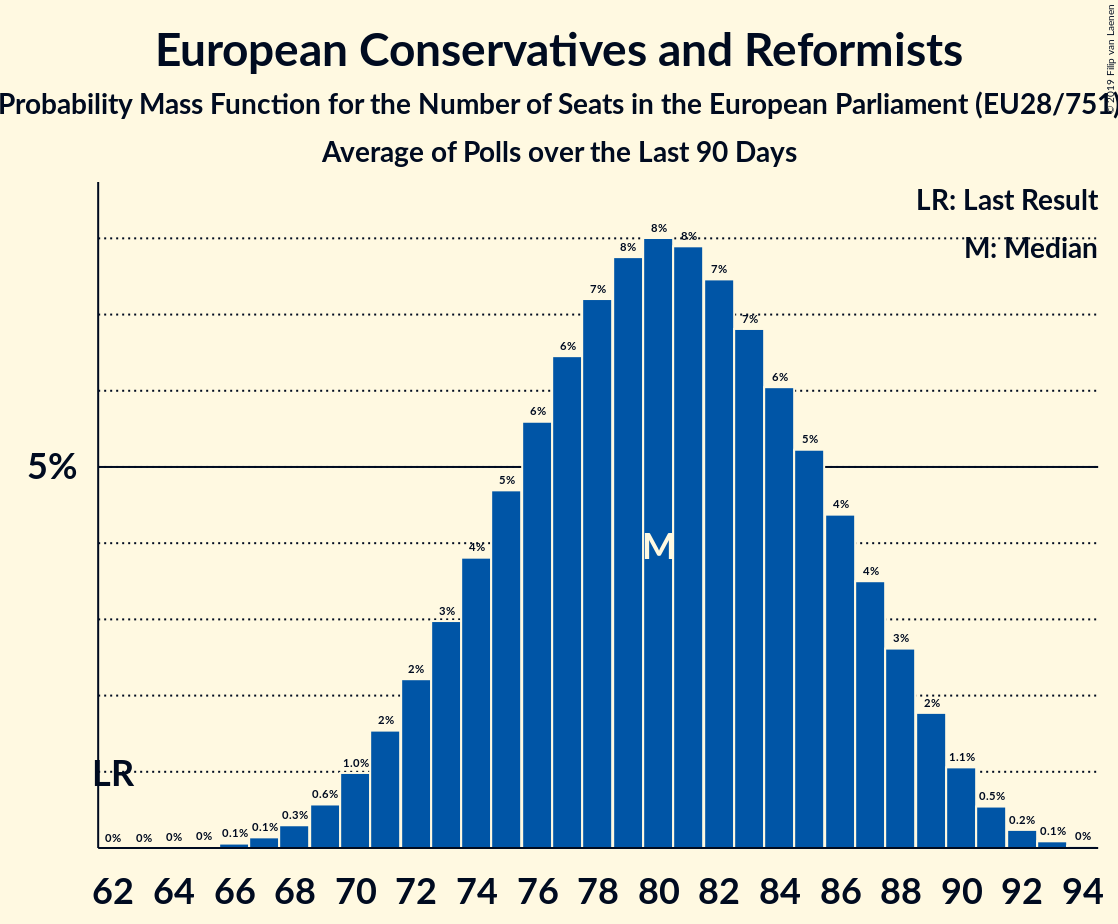 European Conservatives and Reformists
Probability Mass Function for the Number of Seats in the European Parliament (EU28/751)
Average of Polls over the Last 90 Days
© 2019 Filip van Laenen
LR: Last Result
M: Median
5%
LR
M
0% 0% 0% 0% 0.1% 0.1% 0.3% 0.6% 1.0% 2% 2% 3% 4% 5% 6% 6% 7% 8% 8% 8% 7% 7% 6% 5% 4% 4% 3% 2% 1.1% 0.5% 0.2% 0.1% 0%
62 64 66 68 70 72 74 76 78 80 82 84 86 88 90 92 94